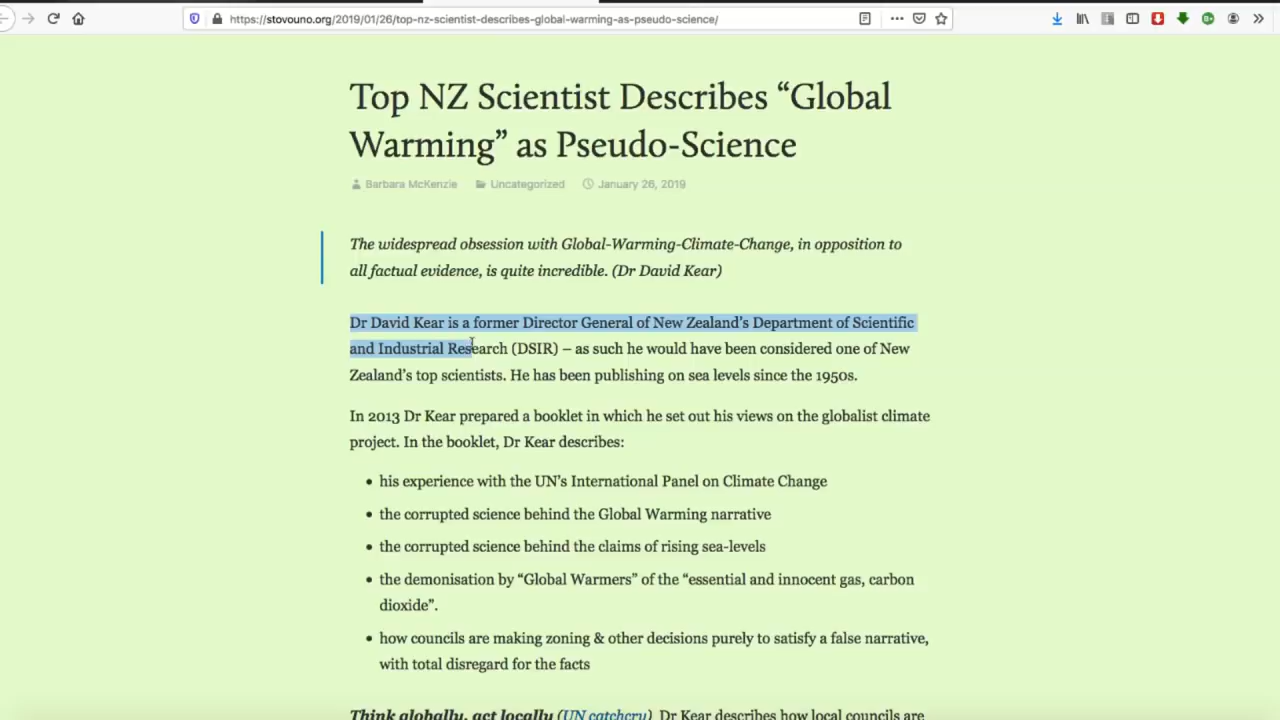 https://stovouno.org/2019/01/26/top-nz-scientist-describes-global-warming-as-pseudo-science/
Top NZ Scientist Describes “Global
Warming” as Pseudo-Science
Barbara McKenzie Uncategorized January 26, 2019
The widespread obsession with Global-Warming-Climate-Change, in opposition to
all factual evidence, is quite incredible. (Dr David Kear)
Dr David Kear is a former Director General of New Zealand’s Department of Scientific
and Industrial Research (DSIR) – as such he would have been considered one of New
Zealand’s top scientists. He has been publishing on sea levels since the 1950s.
In 2013 Dr Kear prepared a booklet in which he set out his views on the globalist climate
project. In the booklet, Dr Kear describes:
• his experience with the UN’s International Panel on Climate Change
• the corrupted science behind the Global Warming narrative
• the corrupted science behind the claims of rising sea-levels
• the demonisation by “Global Warmers” of the “essential and innocent gas, carbon
dioxide”.
• how councils are making zoning & other decisions purely to satisfy a false narrative,
with total disregard for the facts
Think globally, act locally (UN catchcry). Dr Kear describes how local councils are